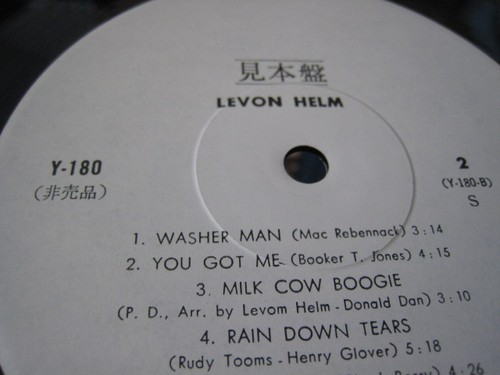 見本盤
LEVON HELM
Y-180
(非売品)
2
(Y-180-B)
S
1. WASHER MAN (Mac Rebennack) 3:14
2. YOU GOT ME (Booker T. Jones) 4:15
3. MILK COW BOOGIE
(P. D., Arr. by Levom Helm - Donald Dan) 3:10
4. RAIN DOWN TEARS
(Rudy Tooms - Henry Glover) 5:18
4:26